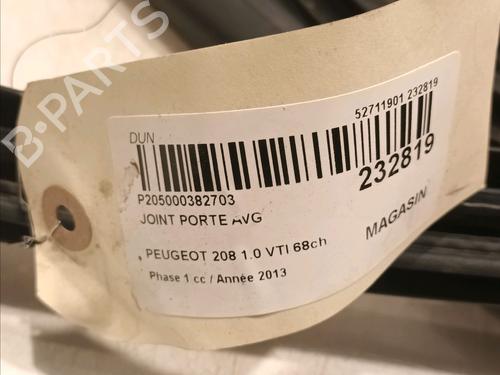 DUN
52711901 232819
232819
P205000382703
JOINT PORTE AVG
MAGASIN
PEUGEOT 208 1.0 VTI 68ch
Phase 1 cc / Année 2013
B-PARTS